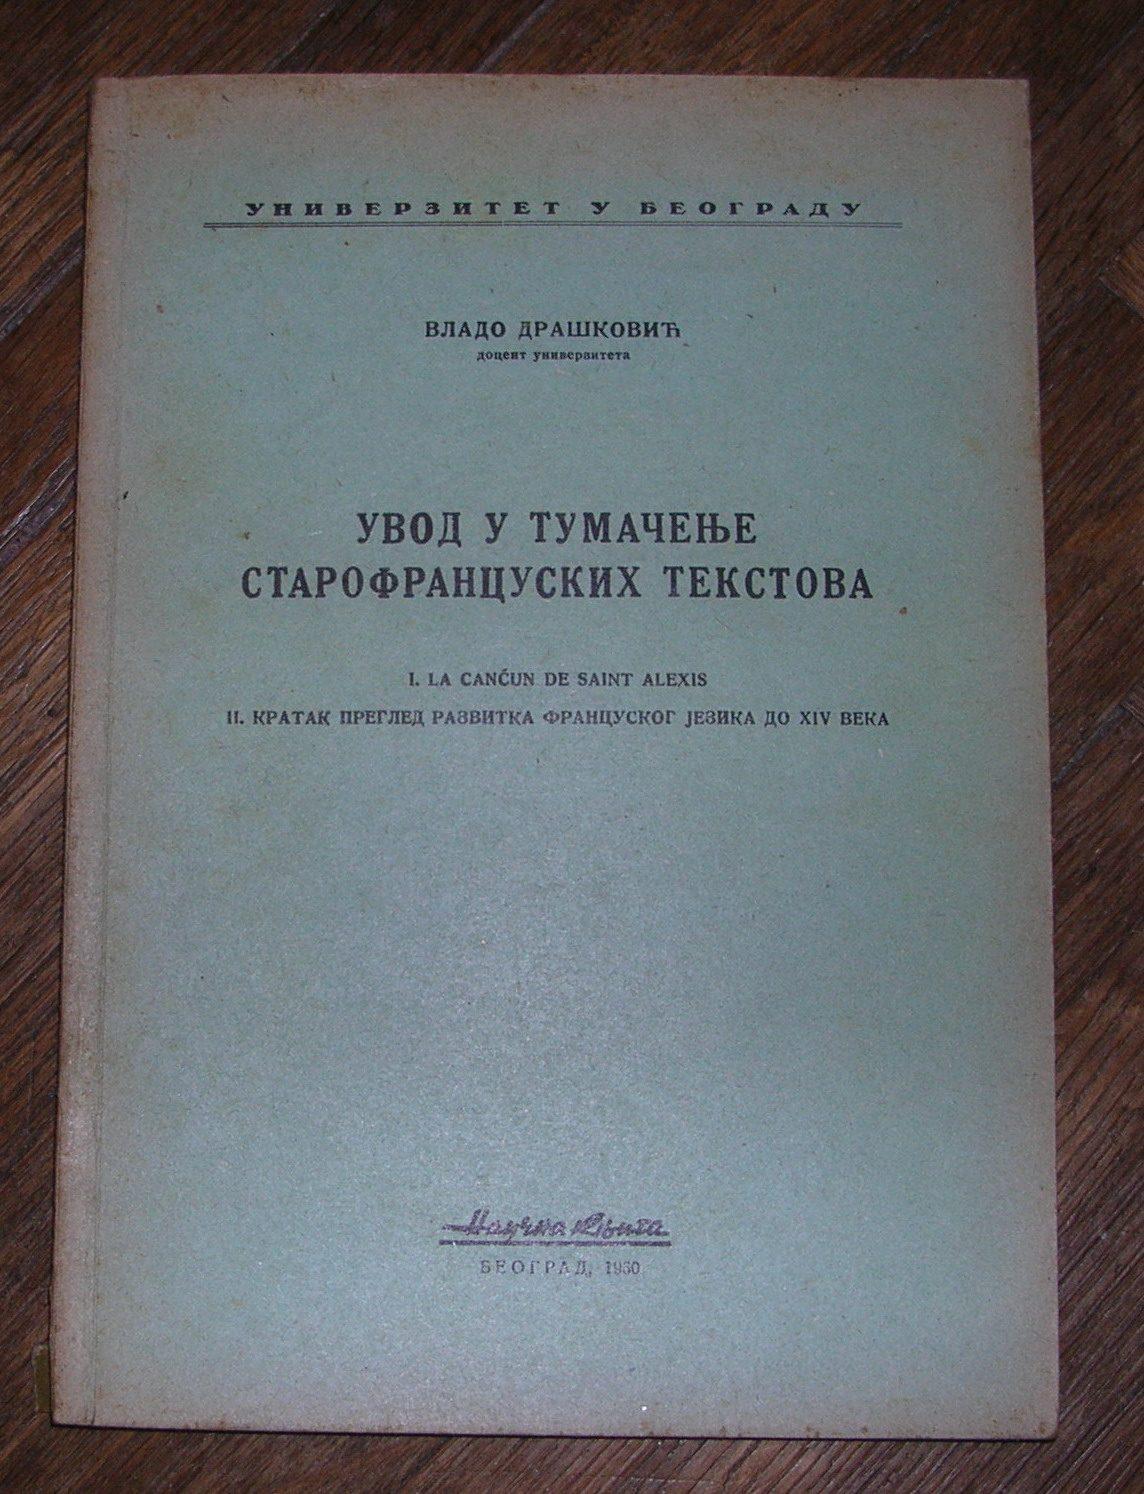 УНИВЕРЗИТЕТ У БЕОГРАДУ
ВЛАДО ДРАШКОВИЋ
доцент универзитета
УВОД У ТУМАЧЕЊЕ
СТАРОФРАНЦУСКИХ ТЕКСТОВА
I. LA CANĆUN DE SAINT ALEXIS
II. КРАТАК ПРЕГЛЕД РАЗВИТКА ФРАНЦУСКОГ ЈЕЗИКА ДО XIV ВЕКА
Научна књига
БЕОГРАД, 1960